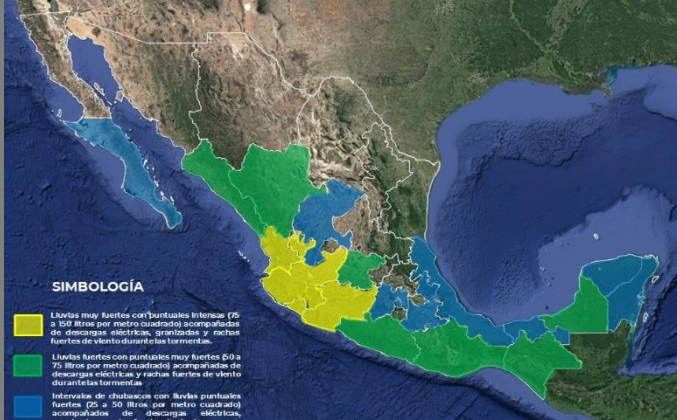 SIMBOLOGÍA
Lluvias muy fuertes con puntuales Intensas (75
a 150 litros por metro cuadrado) acompañadas
de descargas eléctricas, granizadas y rachas
fuertes de viento durante las tormentas.
Lluvias fuertes con puntuales muy fuertes (50 a
75 litros por metro cuadrado) acompañadas de
descargas eléctricas y rachas fuertes de viento
durante las tormentas
Intervalos de chubascos con lluvias puntuales
fuertes (25 a 50 litros por metro cuadrado)
acompañados de descargas eléctricas,